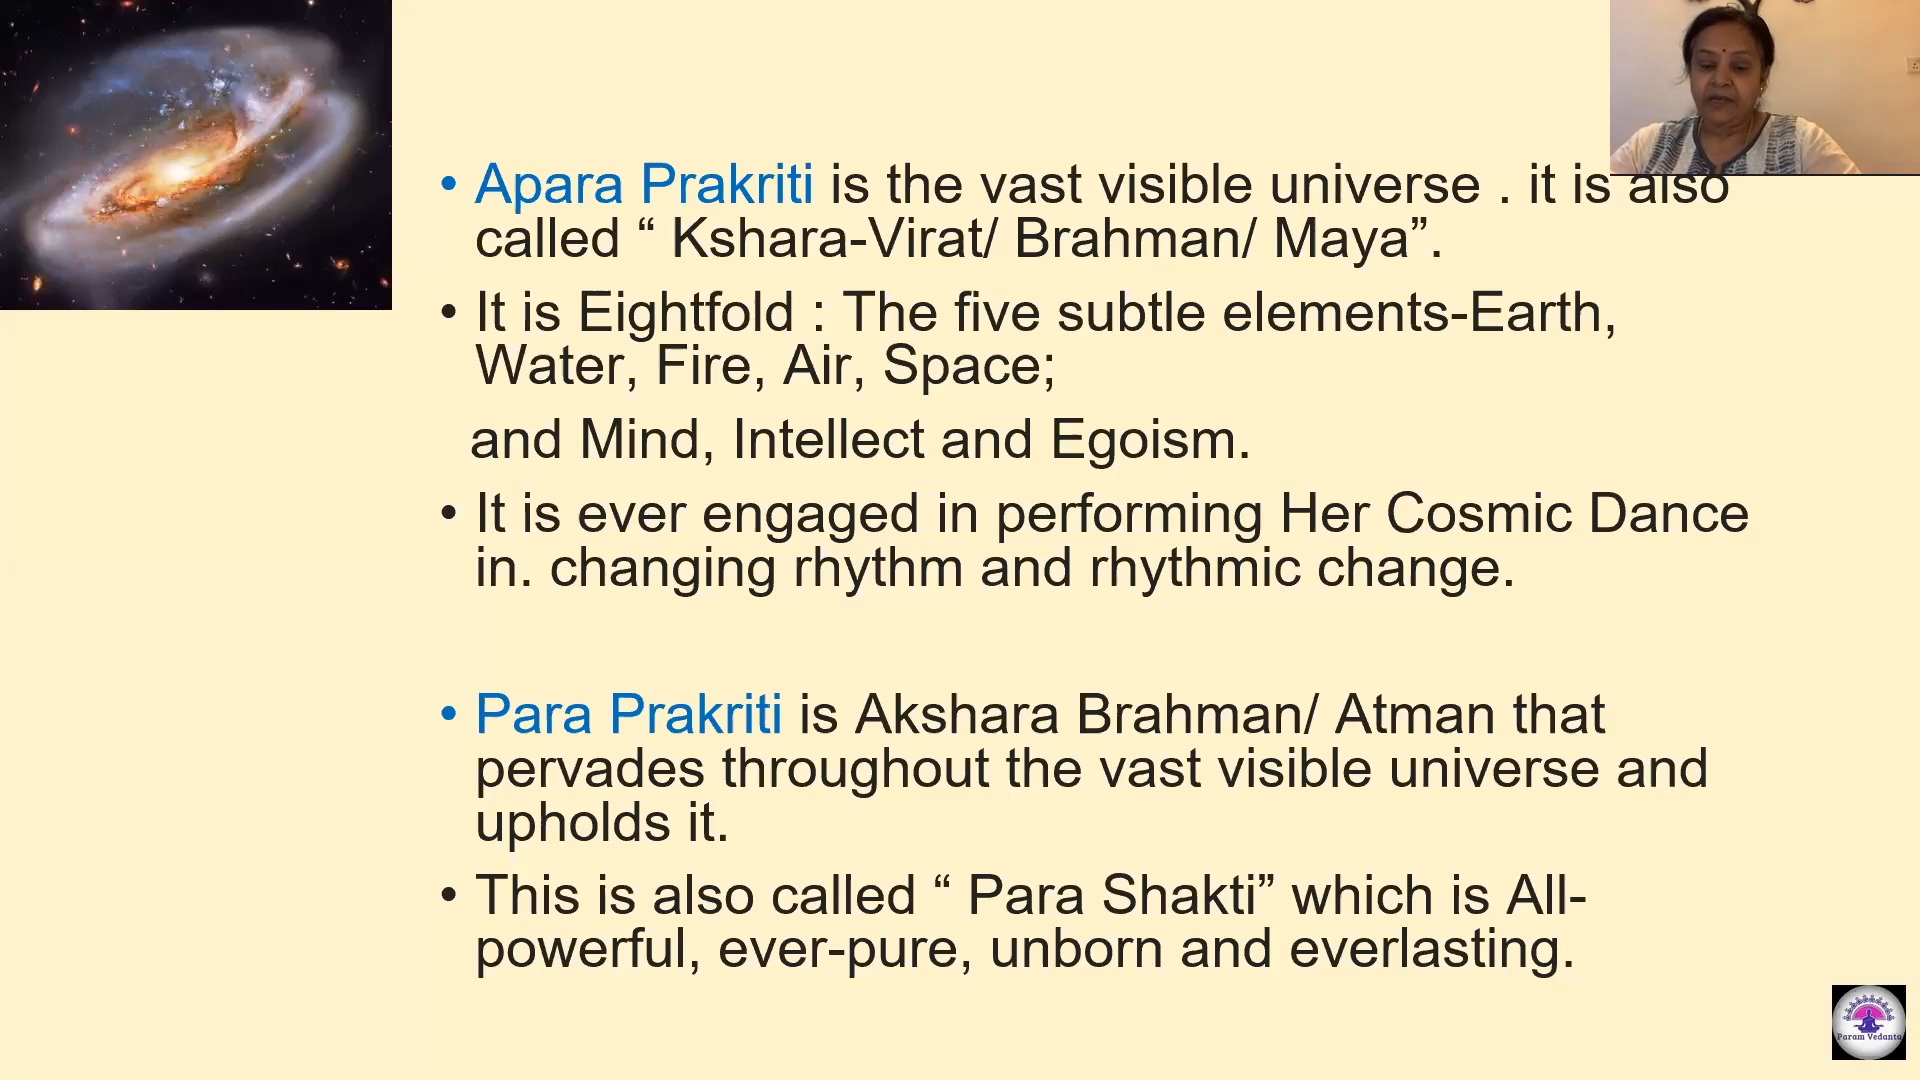 • Apara Prakriti is the vast visible universe . it is also
called “ Kshara-Virat/ Brahman/ Maya”.
• It is Eightfold : The five subtle elements-Earth,
Water, Fire, Air, Space;
and Mind, Intellect and Egoism.
• It is ever engaged in performing Her Cosmic Dance
in. changing rhythm and rhythmic change.
• Para Prakriti is Akshara Brahman/ Atman that
pervades throughout the vast visible universe and
upholds it.
• This is also called “ Para Shakti” which is All-
powerful, ever-pure, unborn and everlasting.
Param Vedanta